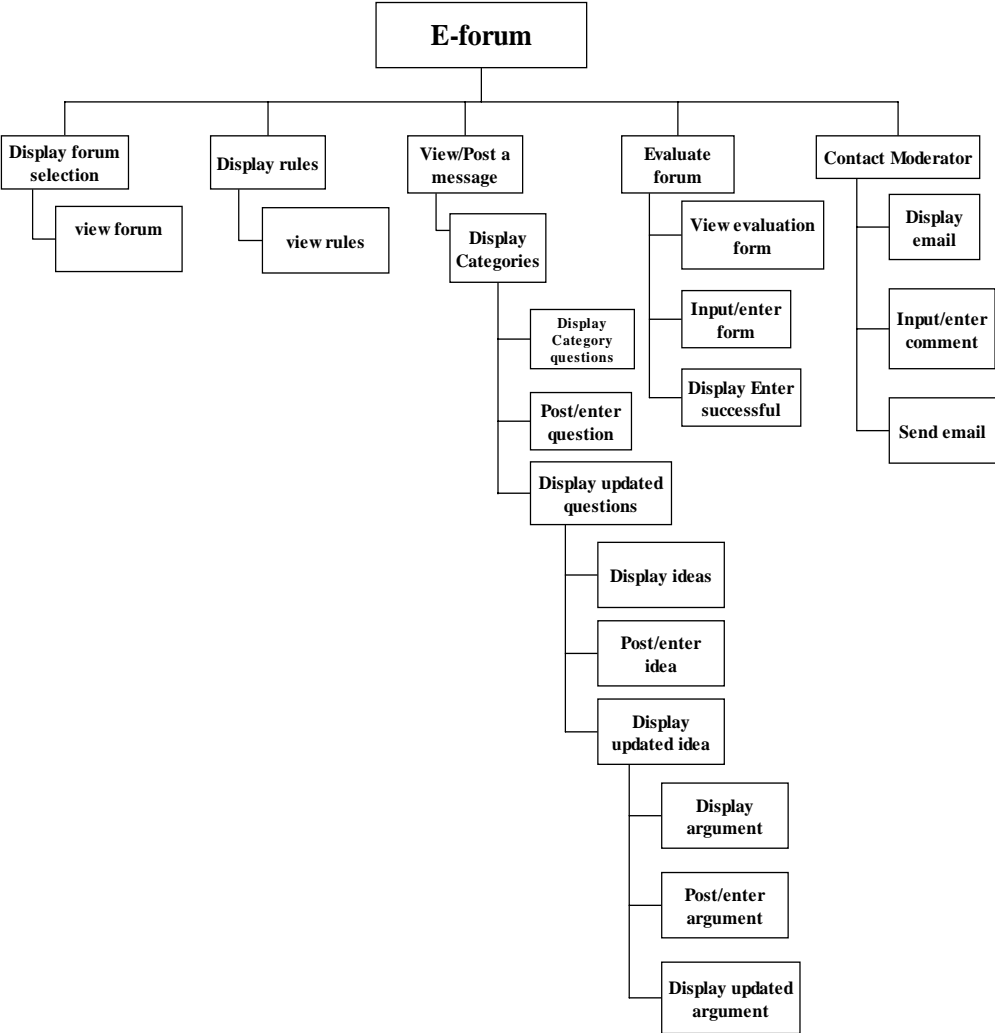 E-forum
Display forum
selection
view forum
Display rules
view rules
View/Post a
message
Display
Categories
Display
Category
questions
Post/enter
question
Display updated
questions
Display ideas
Post/enter
idea
Display
updated idea
Display
argument
Post/enter
argument
Display updated
argument
Evaluate
forum
View evaluation
form
Input/enter
form
Display Enter
successful
Contact Moderator
Display
email
Input/enter
comment
Send email